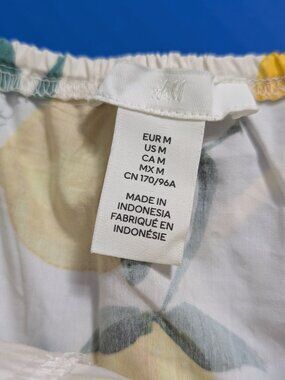 H&M
EUR M
US M
CA M
MX M
CN 170/96A
MADE IN
INDONESIA
FABRIQUÉ EN
INDONÉSIE